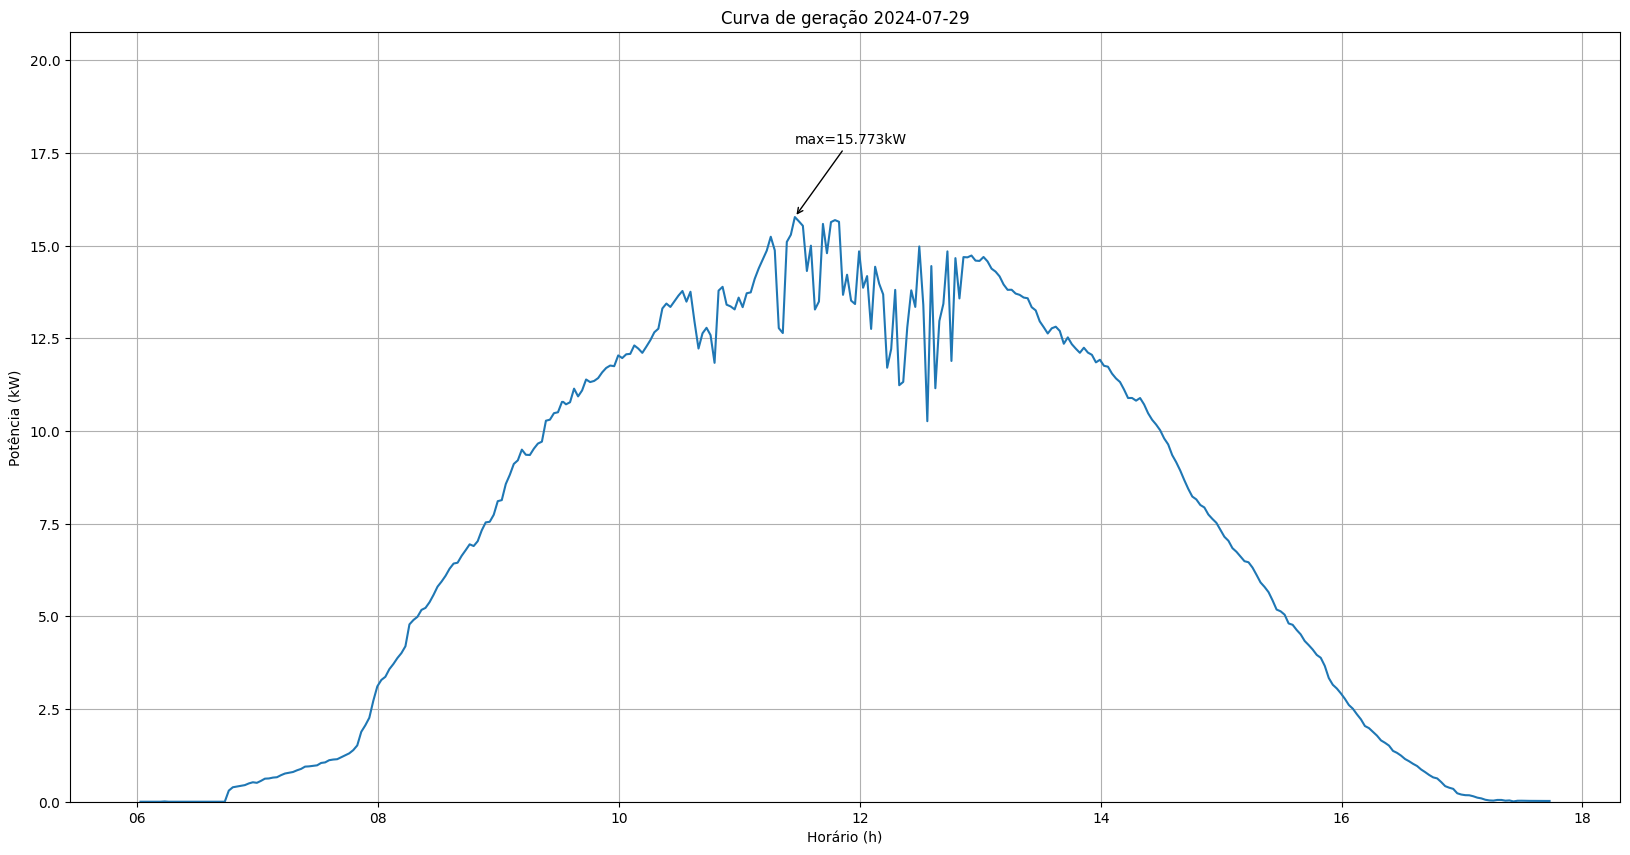 Curva de geração 2024-07-29
20.0
max=15.773kW
17.5
15.0
12.5
10.0
7.5
5.0
2.5
0.0
Potência (kW)
06 08 10 12 14 16 18
Horário (h)